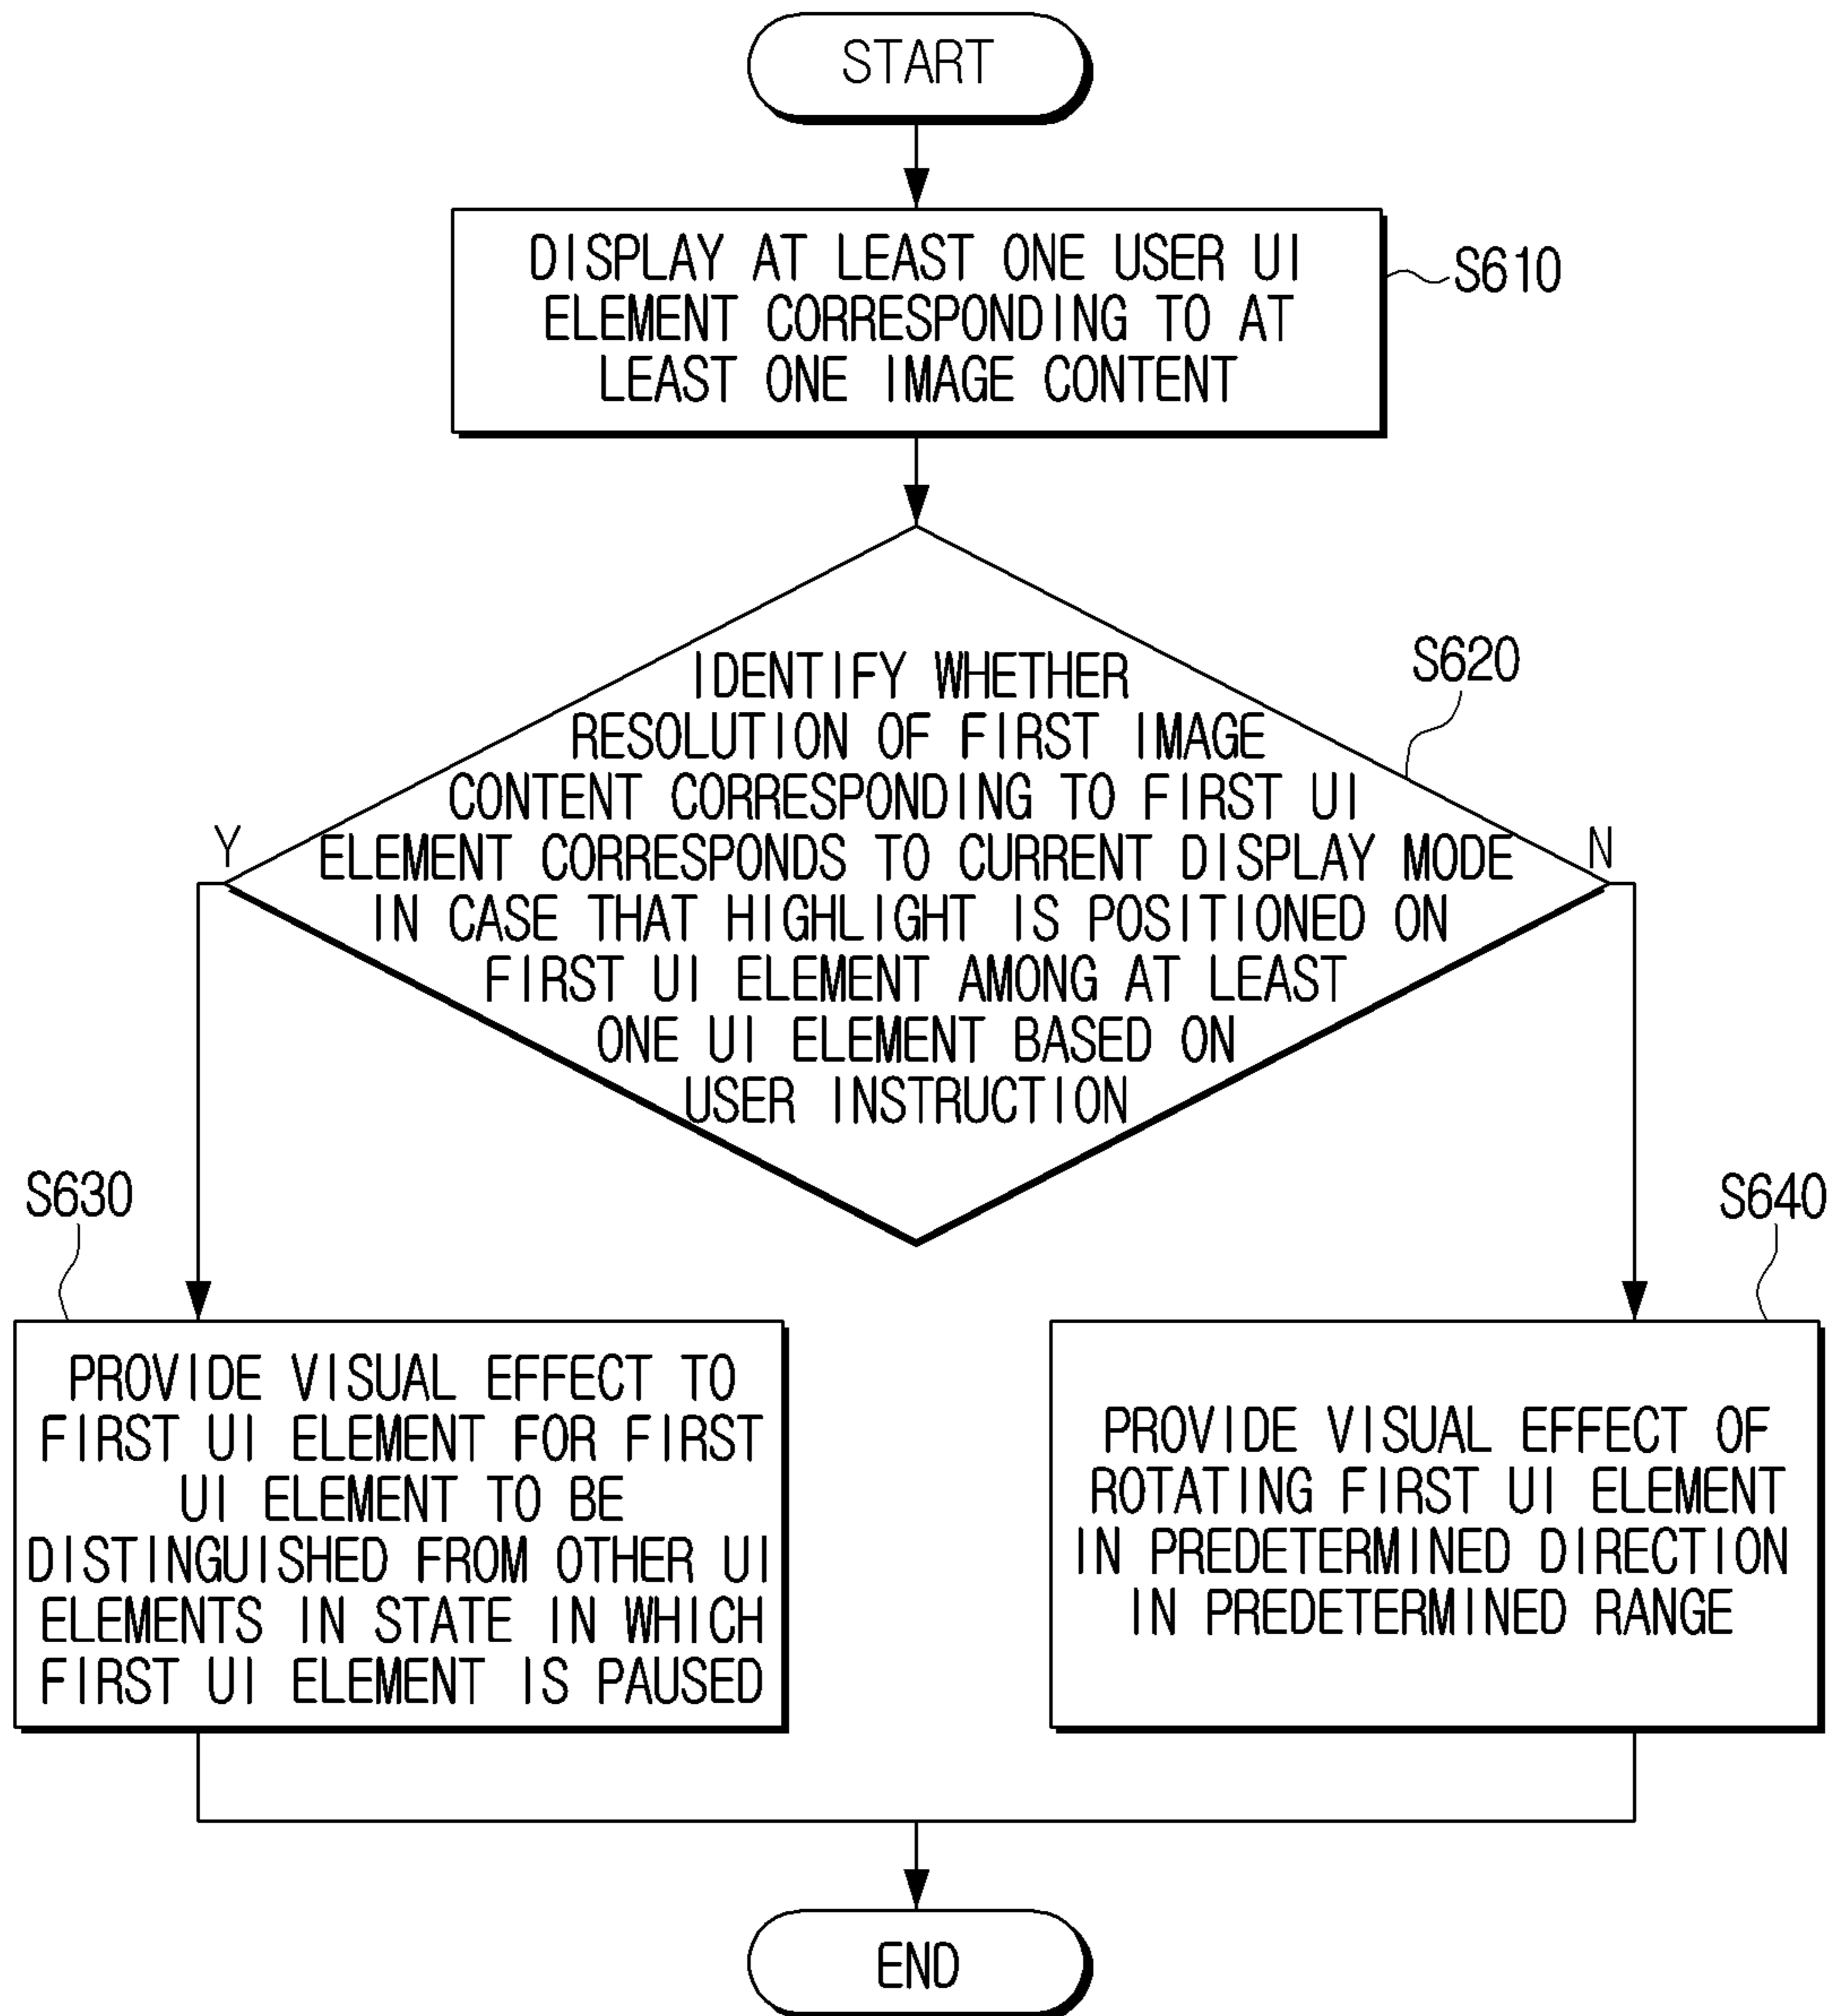 START
DISPLAY AT LEAST ONE USER UI
ELEMENT CORRESPONDING TO AT
LEAST ONE IMAGE CONTENT
S610
IDENTIFY WHETHER
RESOLUTION OF FIRST IMAGE
CONTENT CORRESPONDING TO FIRST UI
ELEMENT CORRESPONDS TO CURRENT DISPLAY MODE
IN CASE THAT HIGHLIGHT IS POSITIONED ON
FIRST UI ELEMENT AMONG AT LEAST
ONE UI ELEMENT BASED ON
USER INSTRUCTION
S620
Y
N
S630
PROVIDE VISUAL EFFECT TO
FIRST UI ELEMENT FOR FIRST
UI ELEMENT TO BE
DISTINGUISHED FROM OTHER UI
ELEMENTS IN STATE IN WHICH
FIRST UI ELEMENT IS PAUSED
S640
PROVIDE VISUAL EFFECT OF
ROTATING FIRST UI ELEMENT
IN PREDETERMINED DIRECTION
IN PREDETERMINED RANGE
END